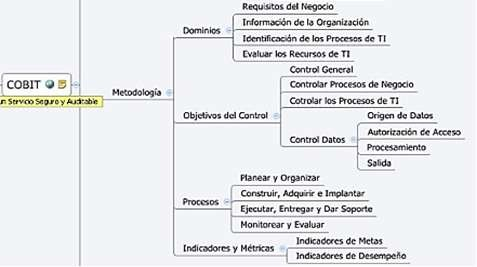 Requisitos del Negocio
Dominios
Información de la Organización
Identificación de los Procesos de TI
Evaluar los Recursos de TI
COBIT
un Servicio Seguro y Auditable
Metodología
Control General
Controlar Procesos de Negocio
Objetivos del Control
Cotrolar los Procesos de TI
Control Datos
Origen de Datos
Autorización de Acceso
Procesamiento
Salida
Planear y Organizar
Procesos
Construir, Adquirir e Implantar
Ejecutar, Entregar y Dar Soporte
Monitorear y Evaluar
Indicadores y Métricas
Indicadores de Metas
Indicadores de Desempeño